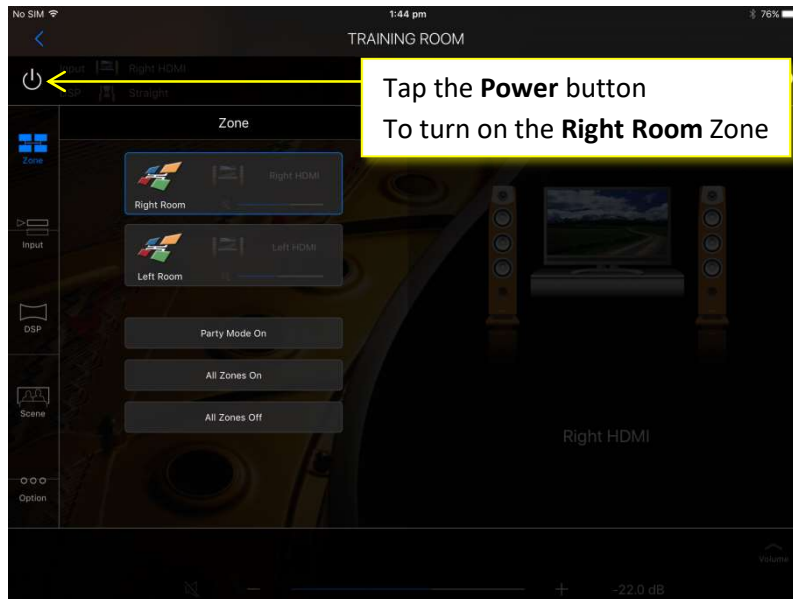 No SIM
1:44 pm
76%
TRAINING ROOM
Input Right HDMI
DSP Straight
Tap the Power button
To turn on the Right Room Zone
Zone
Zone
Right HDMI
Right Room
Input
Left HDMI
Left Room
DSP
Party Mode On
All Zones On
Scene
All Zones Off
Right HDMI
Option
Volume
-22.0 dB